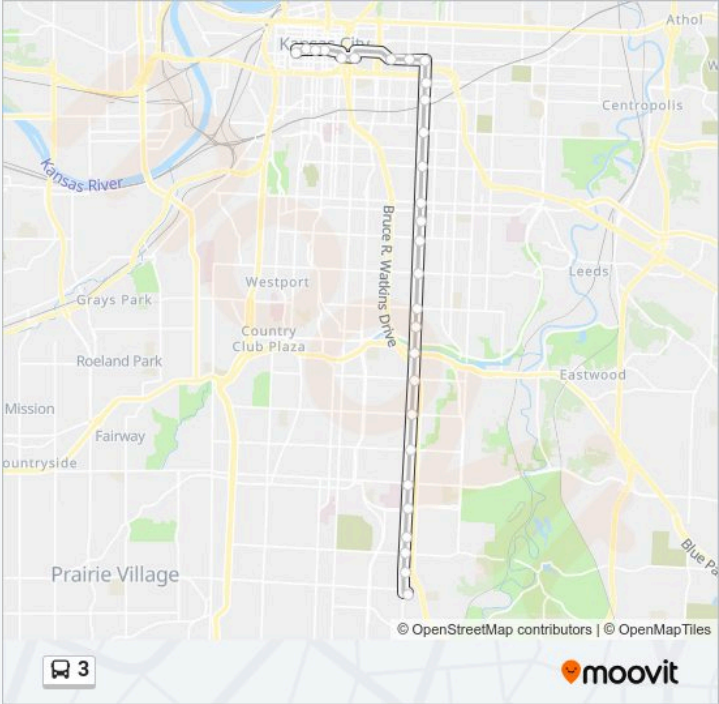 Athol
Kansas City
Centropolis
Kansas River
Bruce R. Watkins Drive
Leeds
Westport
Grays Park
Country
Club Plaza
Roeland Park
Eastwood
Mission
Fairway
ountryside
Blue Pa
Prairie Village
© OpenStreetMap contributors | © OpenMapTiles
3
moovit